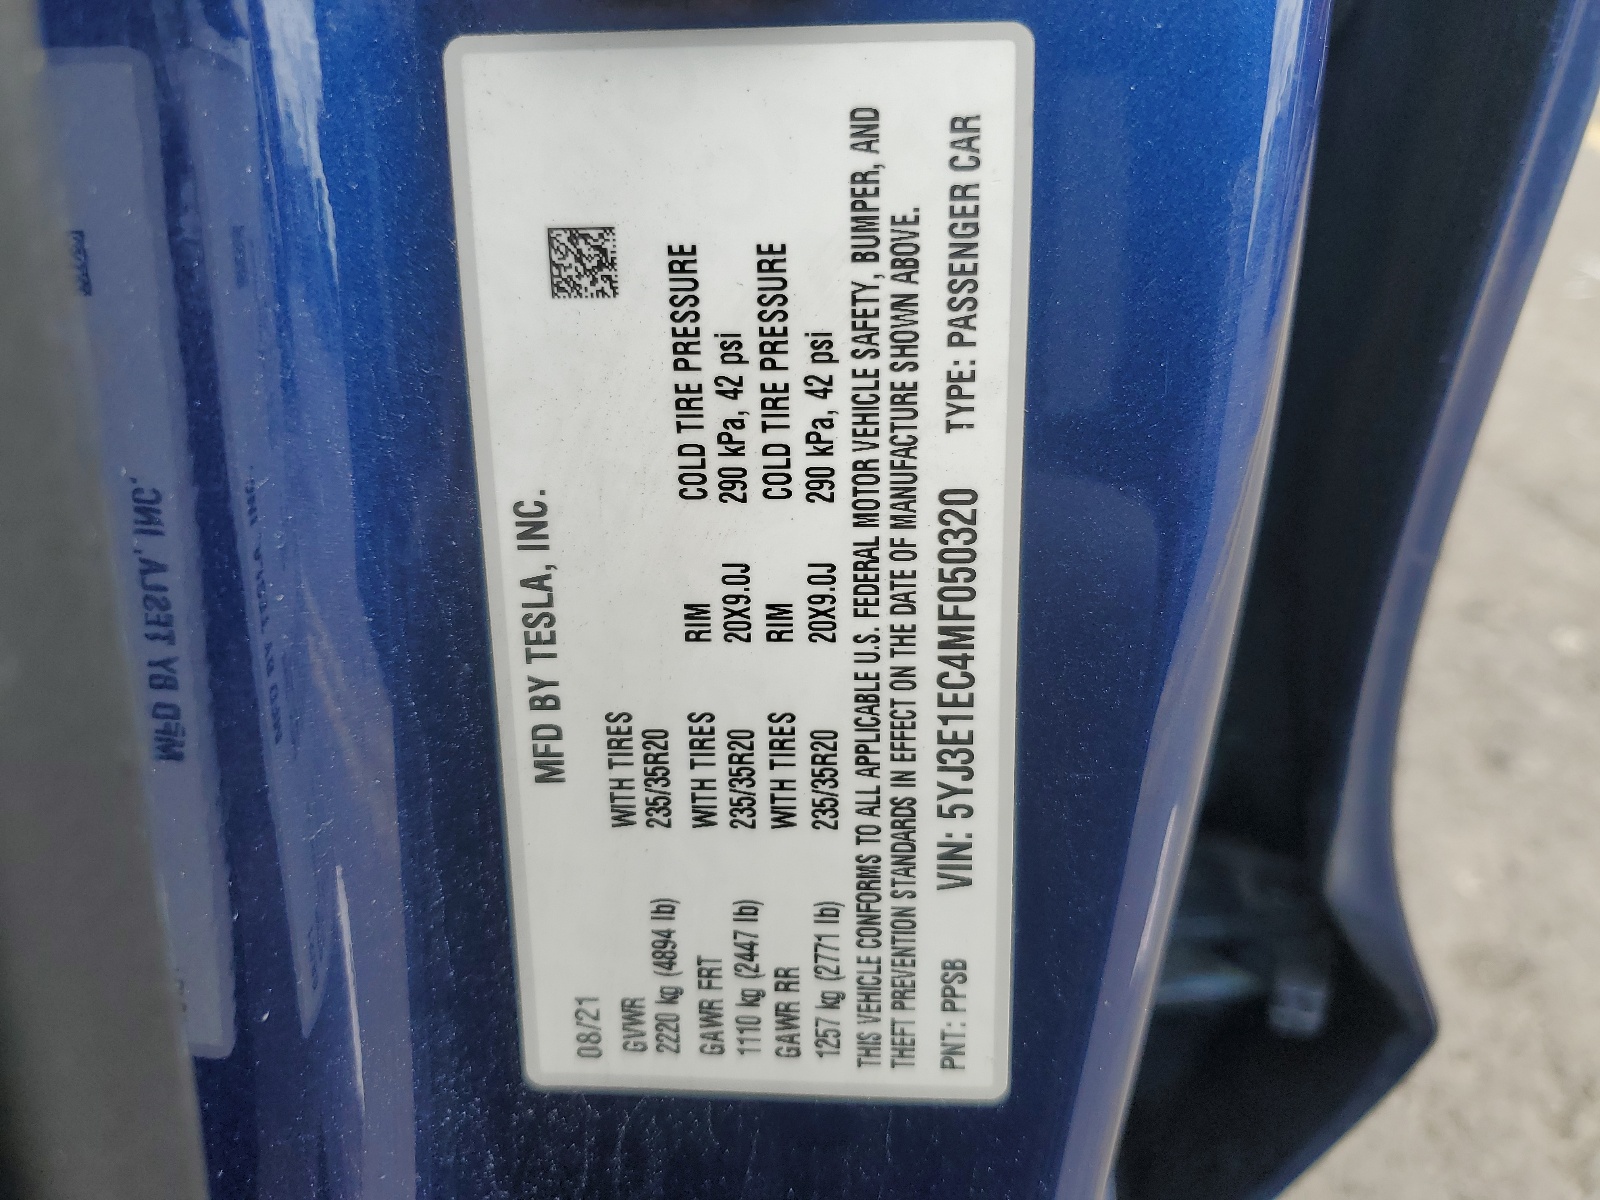 MFD BY TESLA, INC.
08/21
GVWR WITH TIRES
2220 kg (4894 lb) 235/35R20
GAWR FRT WITH TIRES RIM COLD TIRE PRESSURE
1110 kg (2447 lb) 235/35R20 20X9.0J 290 kPa, 42 psi
GAWR RR WITH TIRES RIM COLD TIRE PRESSURE
1257 kg (2771 lb) 235/35R20 20X9.0J 290 kPa, 42 psi
THIS VEHICLE CONFORMS TO ALL APPLICABLE U.S. FEDERAL MOTOR VEHICLE SAFETY, BUMPER, AND
THEFT PREVENTION STANDARDS IN EFFECT ON THE DATE OF MANUFACTURE SHOWN ABOVE.
PNT: PPSB VIN: 5YJ3E1EC4MF050320 TYPE: PASSENGER CAR
MFD BY TESLA, INC.
MFD BY TESLA, INC.